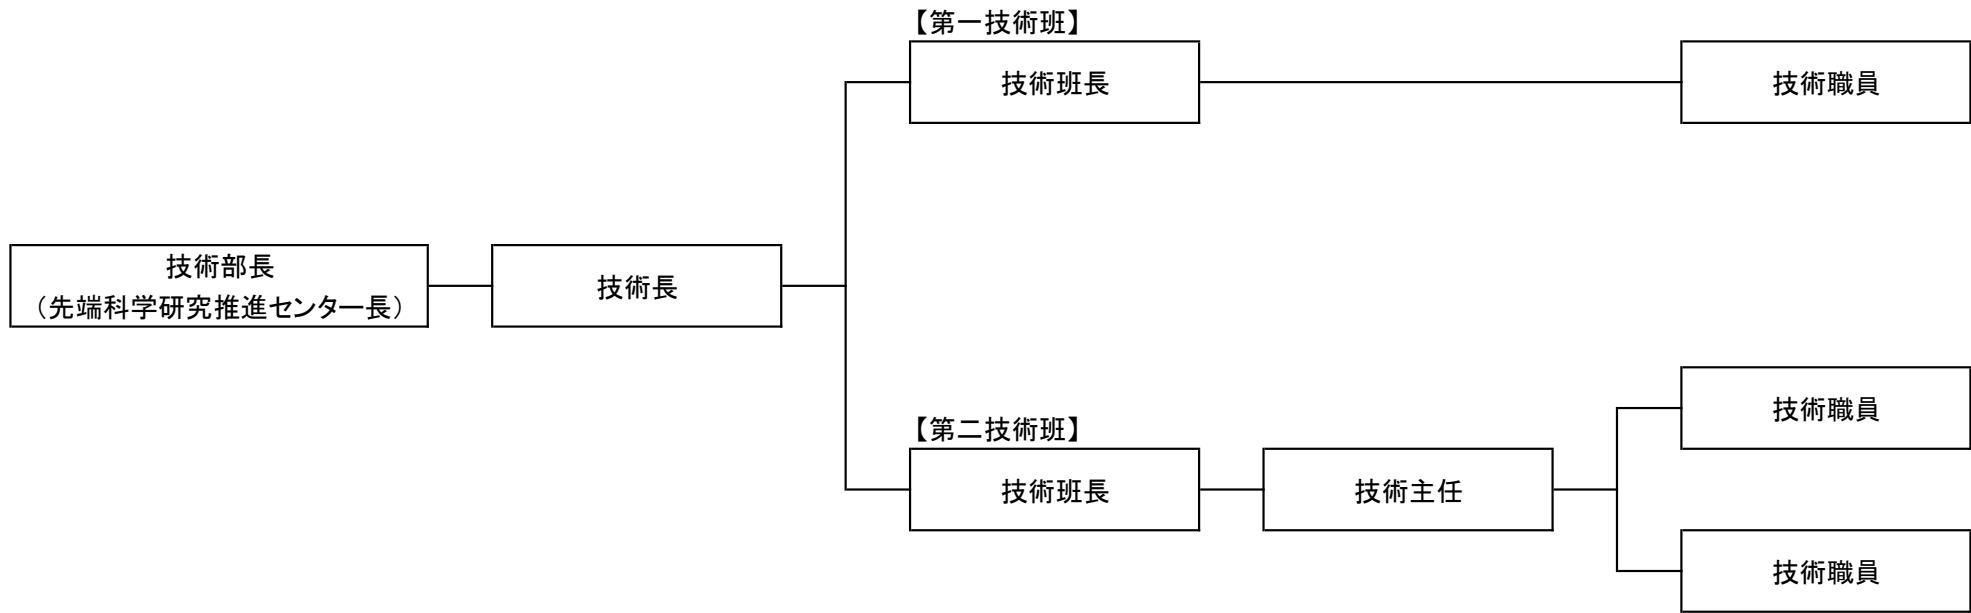 【第一技術班】
技術班長
技術職員
技術部長
（先端科学研究推進センター長）
技術長
技術職員
【第二技術班】
技術班長
技術主任
技術職員